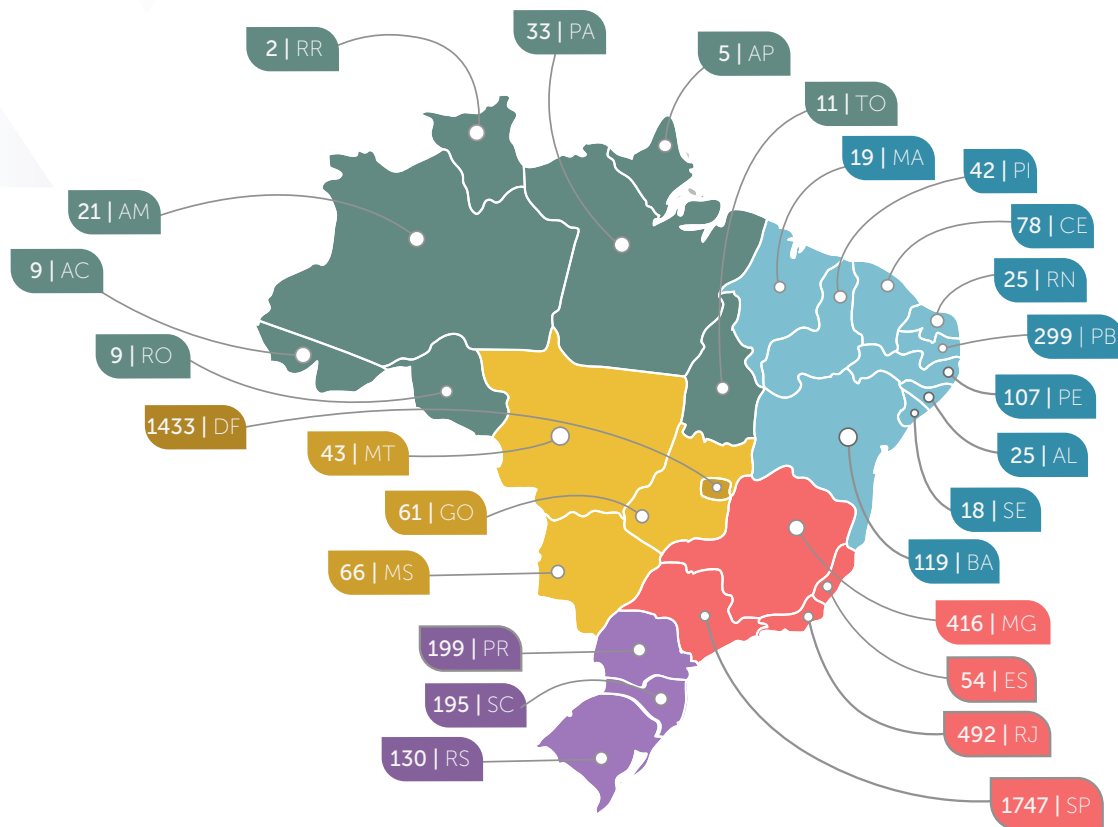 2 | RR
33 | PA
5 | AP
11 | TO
19 | MA
42 | PI
21 | AM
78 | CE
9 | AC
25 | RN
299 | PB
9 | RO
107 | PE
1433 | DF
43 | MT
25 | AL
61 | GO
18 | SE
119 | BA
66 | MS
416 | MG
199 | PR
54 | ES
195 | SC
492 | RJ
130 | RS
1747 | SP